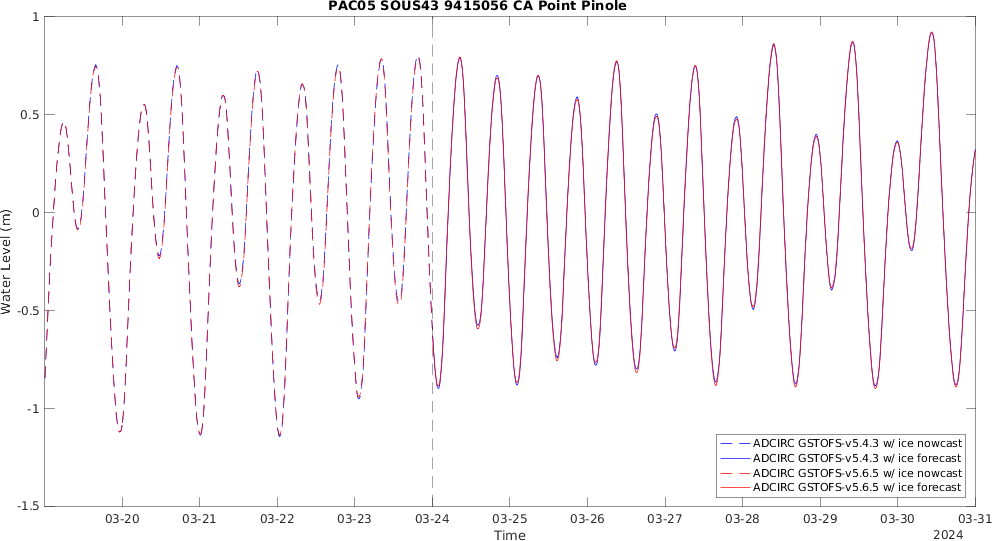 PAC05 SOUS43 9415056 CA Point Pinole
1
0.5
0
-0.5
-1
-1.5
Water Level (m)
ADCIRC GSTOFS-v5.4.3 w/ ice nowcast
ADCIRC GSTOFS-v5.4.3 w/ ice forecast
ADCIRC GSTOFS-v5.6.5 w/ ice nowcast
ADCIRC GSTOFS-v5.6.5 w/ ice forecast
03-20 03-21 03-22 03-23 03-24 03-25 03-26 03-27 03-28 03-29 03-30 03-31
Time
2024